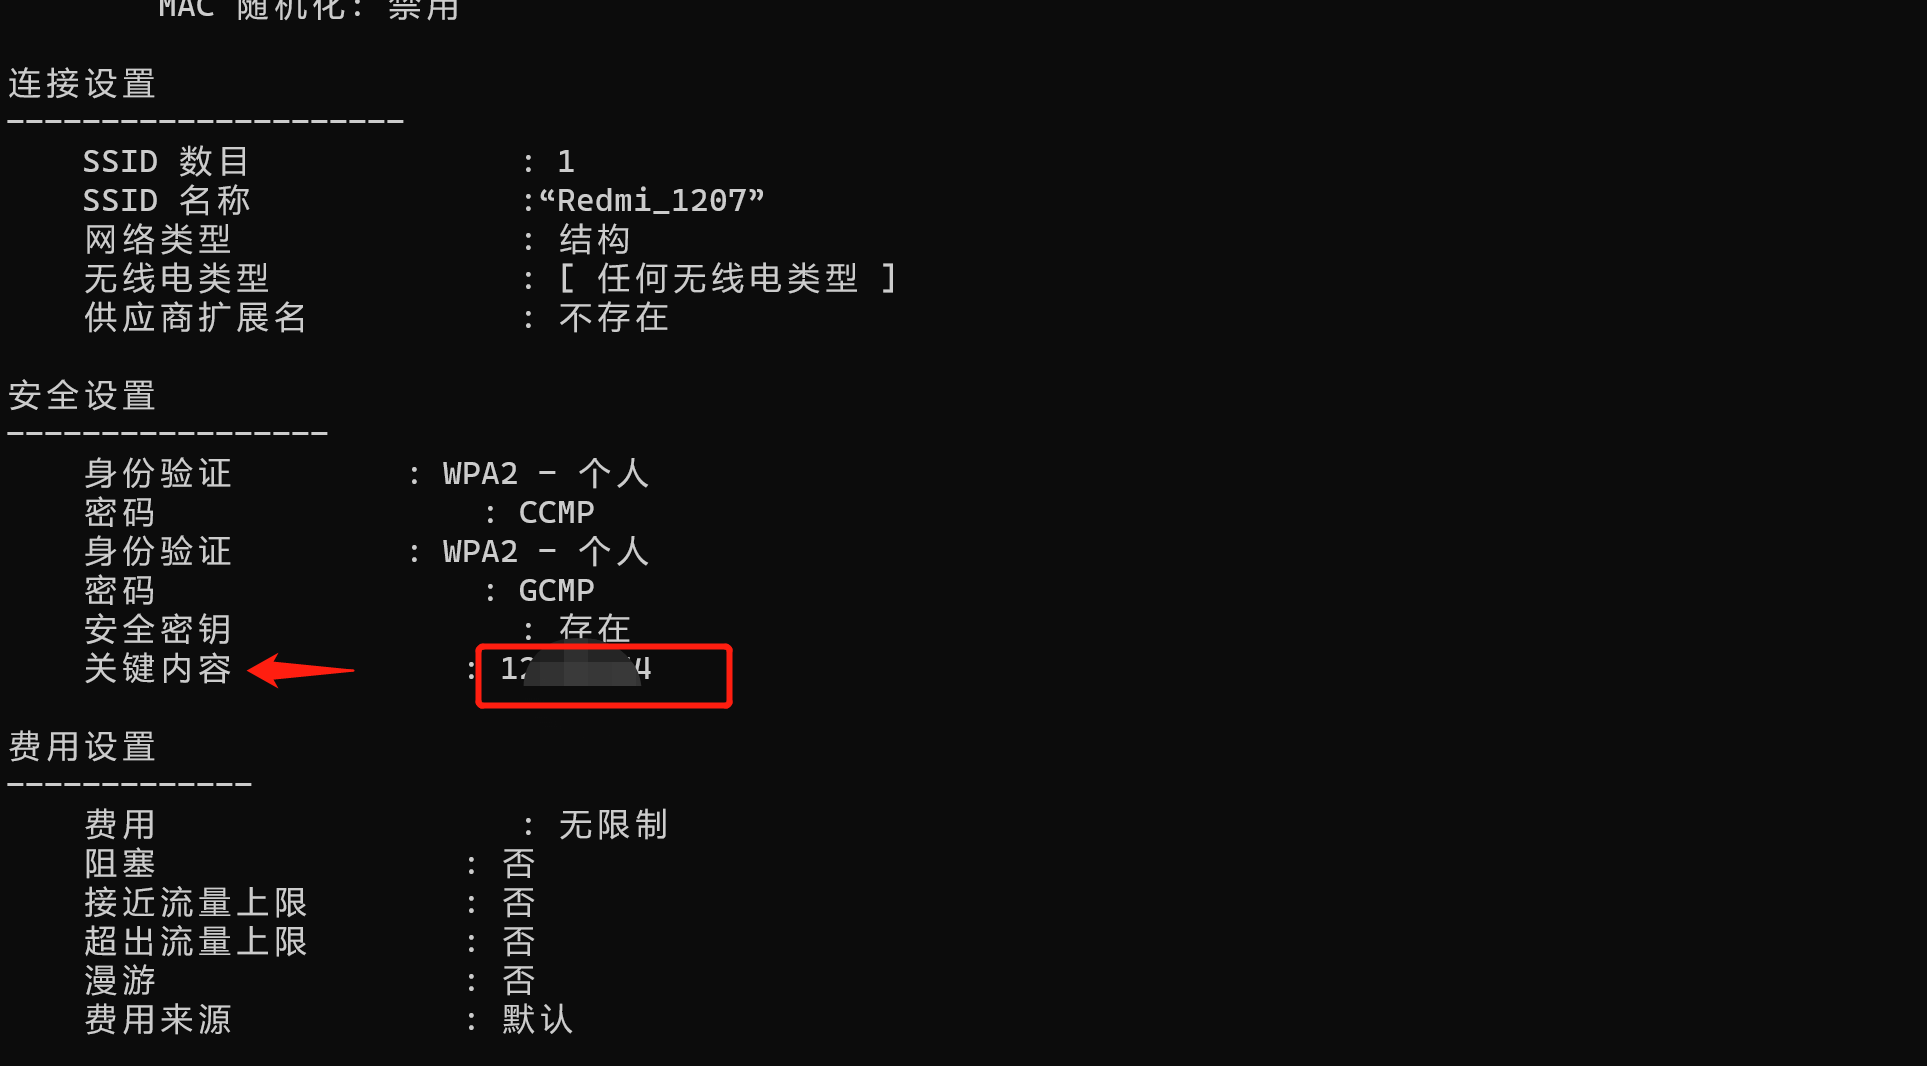 MAC 随机化: 禁用
连接设置
---------------------
SSID 数目 : 1
SSID 名称 :“Redmi_1207”
网络类型 : 结构
无线电类型 : [ 任何无线电类型 ]
供应商扩展名 : 不存在
安全设置
-----------------
身份验证 : WPA2 - 个人
密码 : CCMP
身份验证 : WPA2 - 个人
密码 : GCMP
安全密钥 : 存在
关键内容 :
费用设置
-------------
费用 : 无限制
阻塞 : 否
接近流量上限 : 否
超出流量上限 : 否
漫游 : 否
费用来源 : 默认